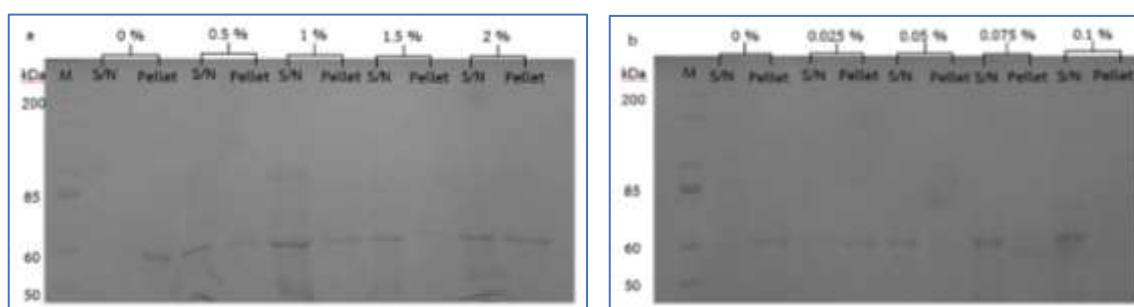 a
0 % 0.5 % 1 % 1.5 % 2 %
kDa M S/N Pellet S/N Pellet S/N Pellet S/N Pellet S/N Pellet
200
85
60
50
b
0 % 0.025 % 0.05 % 0.075 % 0.1 %
kDa M S/N Pellet S/N Pellet S/N Pellet S/N Pellet S/N Pellet
200
85
60
50